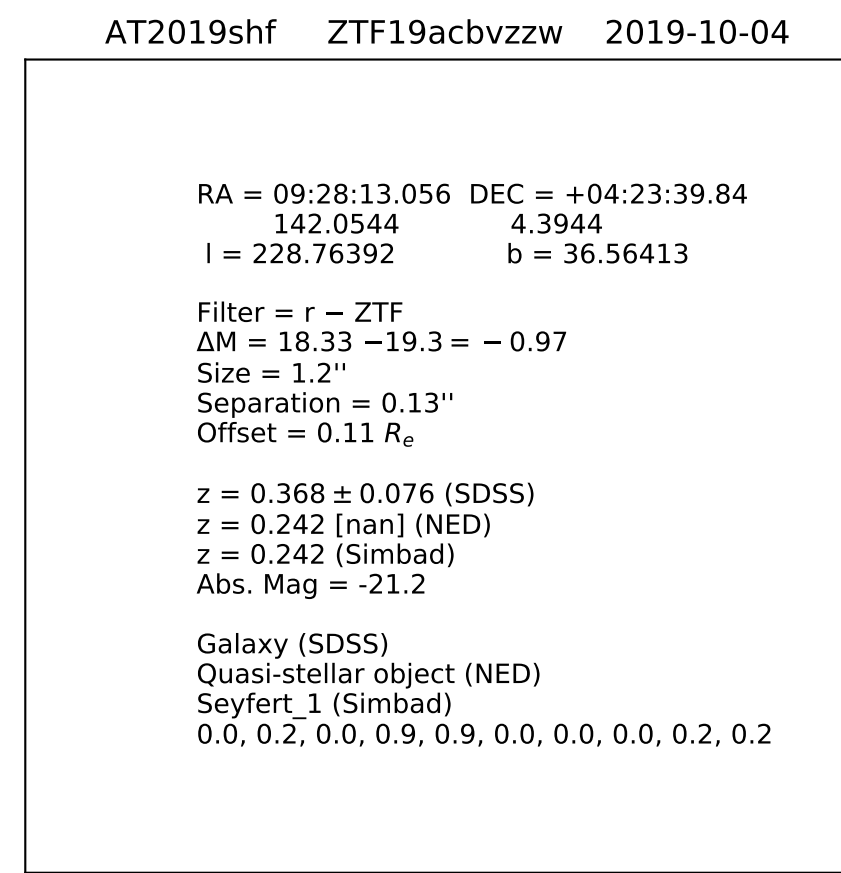 AT2019shf ZTF19acbvzzw 2019-10-04
RA = 09:28:13.056 DEC = +04:23:39.84
142.0544 4.3944
l = 228.76392 b = 36.56413
Filter = r − ZTF
ΔM = 18.33 −19.3 = − 0.97
Size = 1.2''
Separation = 0.13''
Offset = 0.11 Re
z = 0.368 ± 0.076 (SDSS)
z = 0.242 [nan] (NED)
z = 0.242 (Simbad)
Abs. Mag = -21.2
Galaxy (SDSS)
Quasi-stellar object (NED)
Seyfert_1 (Simbad)
0.0, 0.2, 0.0, 0.9, 0.9, 0.0, 0.0, 0.0, 0.2, 0.2